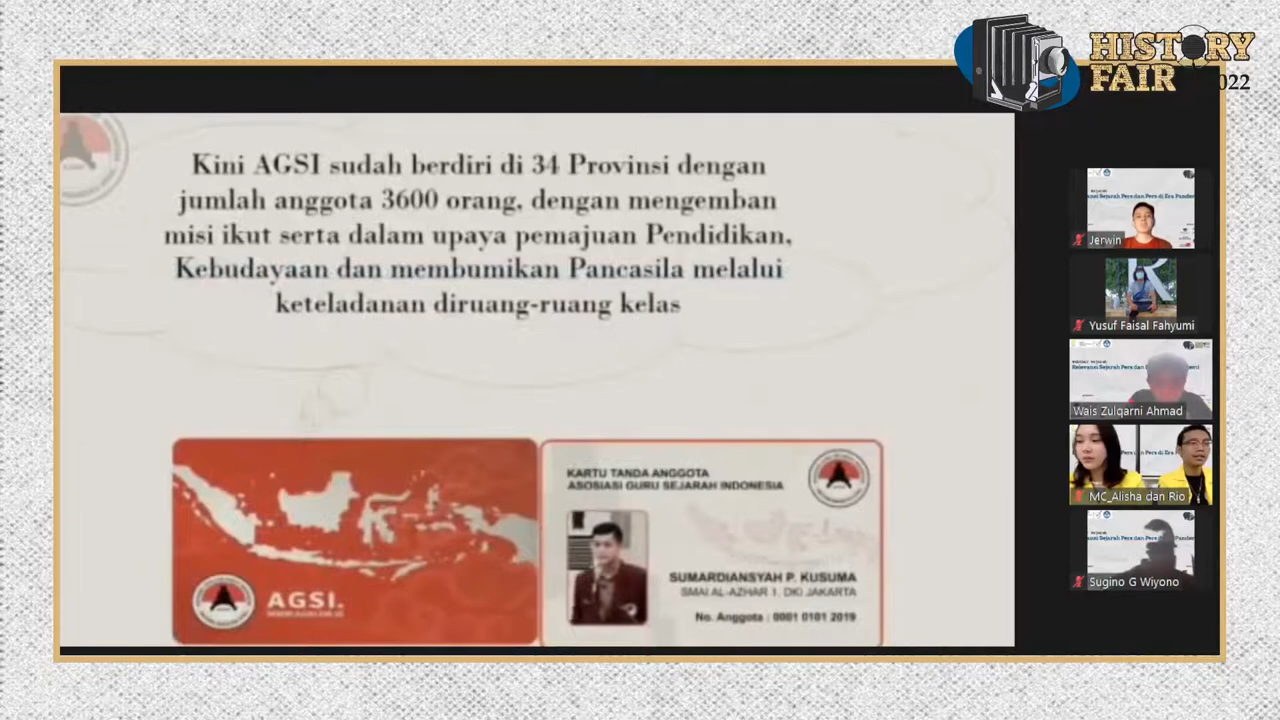 HISTORY
FAIR 2022
Kini AGSI sudah berdiri di 34 Provinsi dengan
jumlah anggota 3600 orang, dengan mengemban
misi ikut serta dalam upaya pemajuan Pendidikan,
Kebudayaan dan membumikan Pancasila melalui
keteladanan diruang-ruang kelas
AGSI.
KARTU TANDA ANGGOTA
ASOSIASI GURU SEJARAH INDONESIA
SUMARDIANSYAH P. KUSUMA
SMAI AL-AZHAR 1. DKI JAKARTA
No. Anggota : 0001 0101 2019
Jerwin
Yusuf Faisal Fahyumi
Wais Zulqarni Ahmad
MC_Alisha dan Rio
Sugino G Wiyono